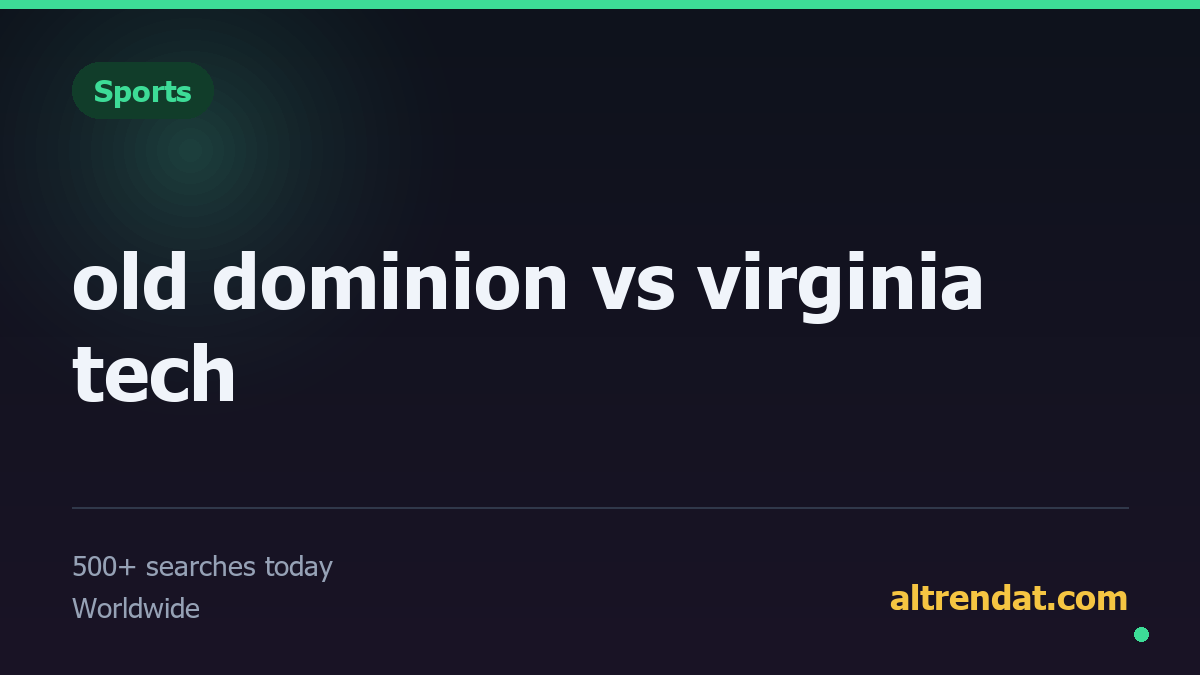 Sports
old dominion vs virginia
tech
500+ searches today
Worldwide
altrendat.com